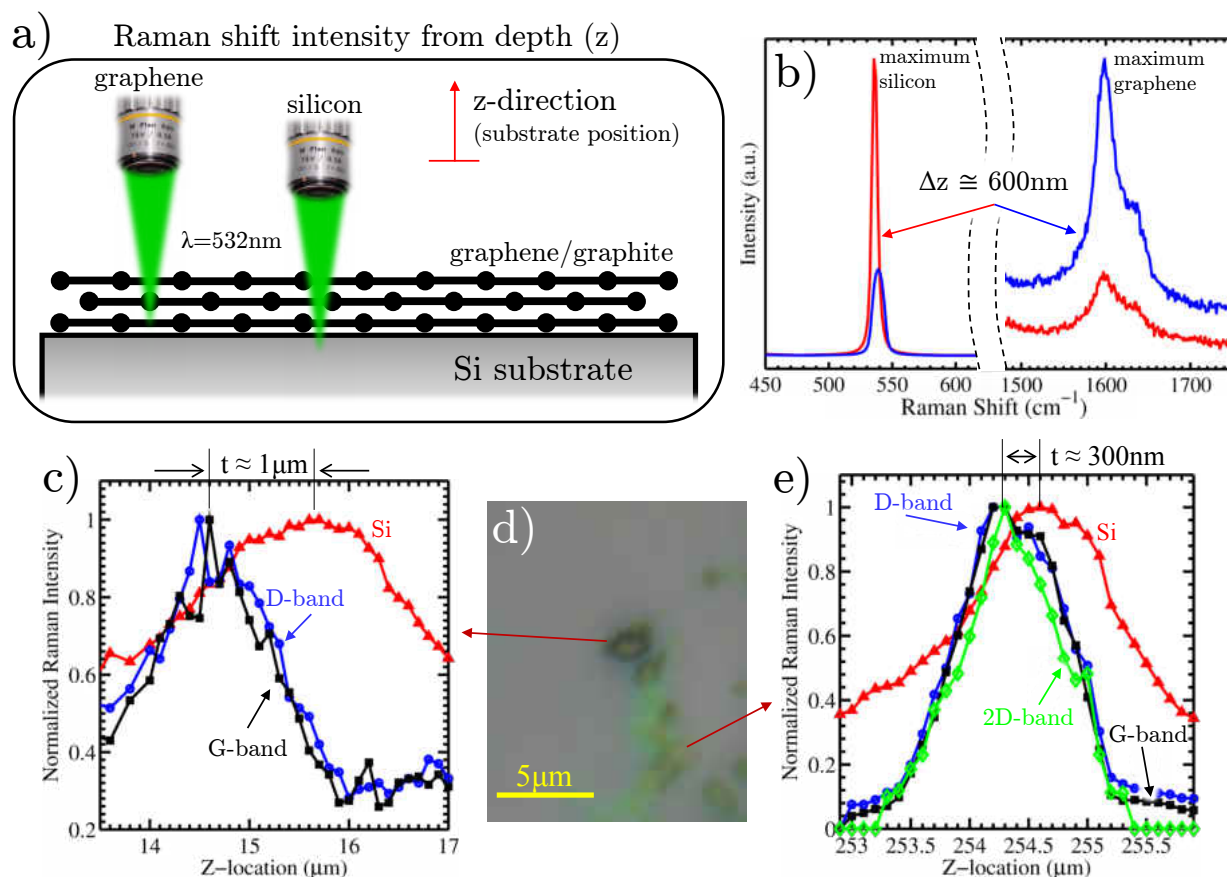 a)
Raman shift intensity from depth (z)
graphene
silicon
z-direction
(substrate position)
λ=532nm
graphene/graphite
Si substrate
b)
maximum
silicon
maximum
graphene
Δz ≅ 600nm
Intensity (a.u.)
450 500 550 600 1500 1600 1700
Raman Shift (cm⁻¹)
c)
t ≈ 1μm
Si
D-band
G-band
Normalized Raman Intensity
1
0.8
0.6
0.4
0.2
14 15 16 17
Z−location (μm)
d)
5μm
e)
t ≈ 300nm
D-band
Si
2D-band
G-band
Normalized Raman Intensity
1
0.8
0.6
0.4
0.2
0
253 253.5 254 254.5 255 255.5
Z−location (μm)